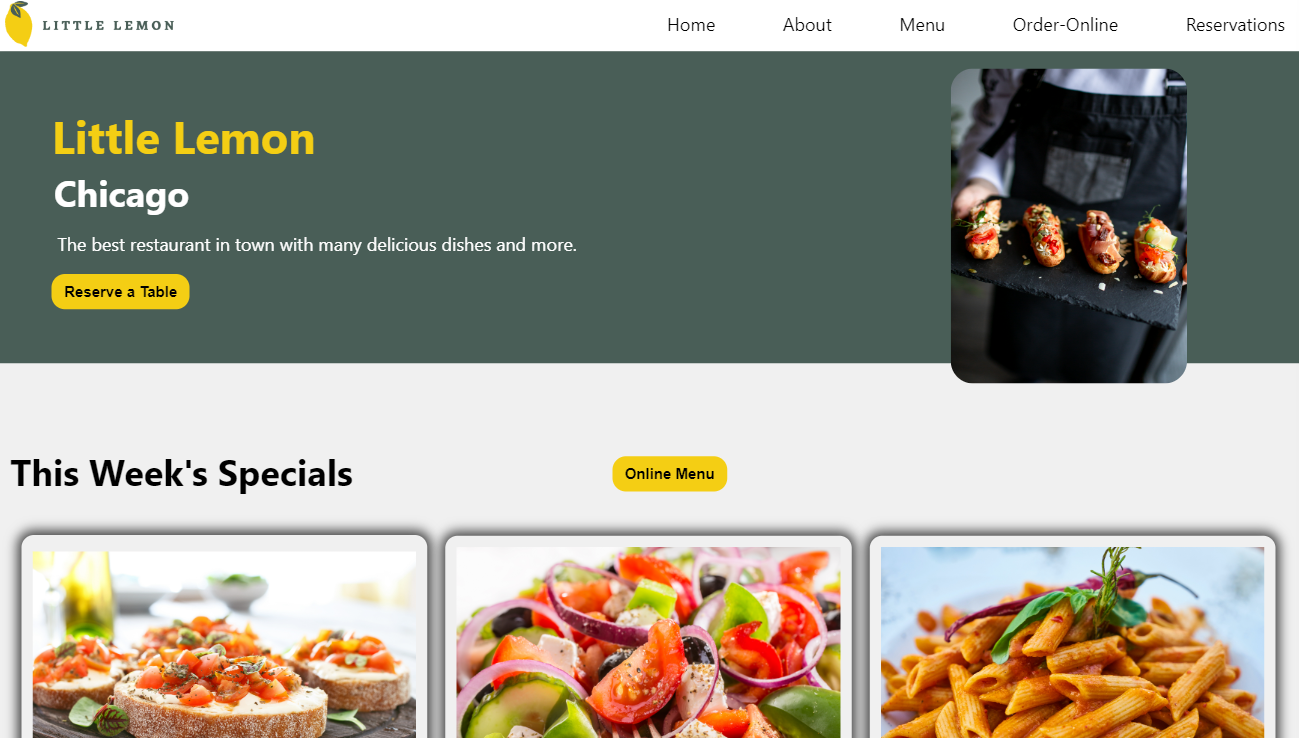 LITTLE LEMON
Home About Menu Order-Online Reservations
Little Lemon
Chicago
The best restaurant in town with many delicious dishes and more.
Reserve a Table
This Week's Specials
Online Menu